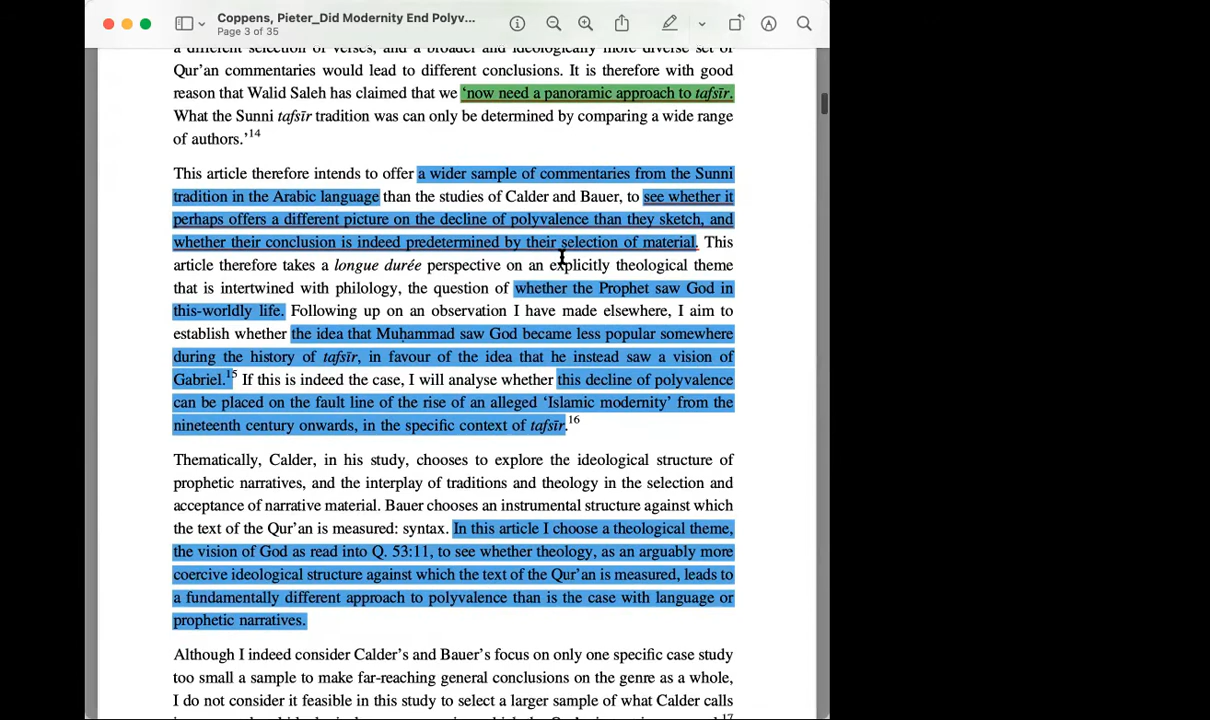 Coppens, Pieter_Did Modernity End Polyv...
Page 3 of 35
a different selection of verses, and a broader and ideologically more diverse set of
Qur’an commentaries would lead to different conclusions. It is therefore with good
reason that Walid Saleh has claimed that we ‘now need a panoramic approach to tafsīr.
What the Sunni tafsīr tradition was can only be determined by comparing a wide range
of authors.’14
This article therefore intends to offer a wider sample of commentaries from the Sunni
tradition in the Arabic language than the studies of Calder and Bauer, to see whether it
perhaps offers a different picture on the decline of polyvalence than they sketch, and
whether their conclusion is indeed predetermined by their selection of material. This
article therefore takes a longue durée perspective on an explicitly theological theme
that is intertwined with philology, the question of whether the Prophet saw God in
this-worldly life. Following up on an observation I have made elsewhere, I aim to
establish whether the idea that Muḥammad saw God became less popular somewhere
during the history of tafsīr, in favour of the idea that he instead saw a vision of
Gabriel.15 If this is indeed the case, I will analyse whether this decline of polyvalence
can be placed on the fault line of the rise of an alleged ‘Islamic modernity’ from the
nineteenth century onwards, in the specific context of tafsīr.16
Thematically, Calder, in his study, chooses to explore the ideological structure of
prophetic narratives, and the interplay of traditions and theology in the selection and
acceptance of narrative material. Bauer chooses an instrumental structure against which
the text of the Qur’an is measured: syntax. In this article I choose a theological theme,
the vision of God as read into Q. 53:11, to see whether theology, as an arguably more
coercive ideological structure against which the text of the Qur’an is measured, leads to
a fundamentally different approach to polyvalence than is the case with language or
prophetic narratives.
Although I indeed consider Calder’s and Bauer’s focus on only one specific case study
too small a sample to make far-reaching general conclusions on the genre as a whole,
I do not consider it feasible in this study to select a larger sample of what Calder calls